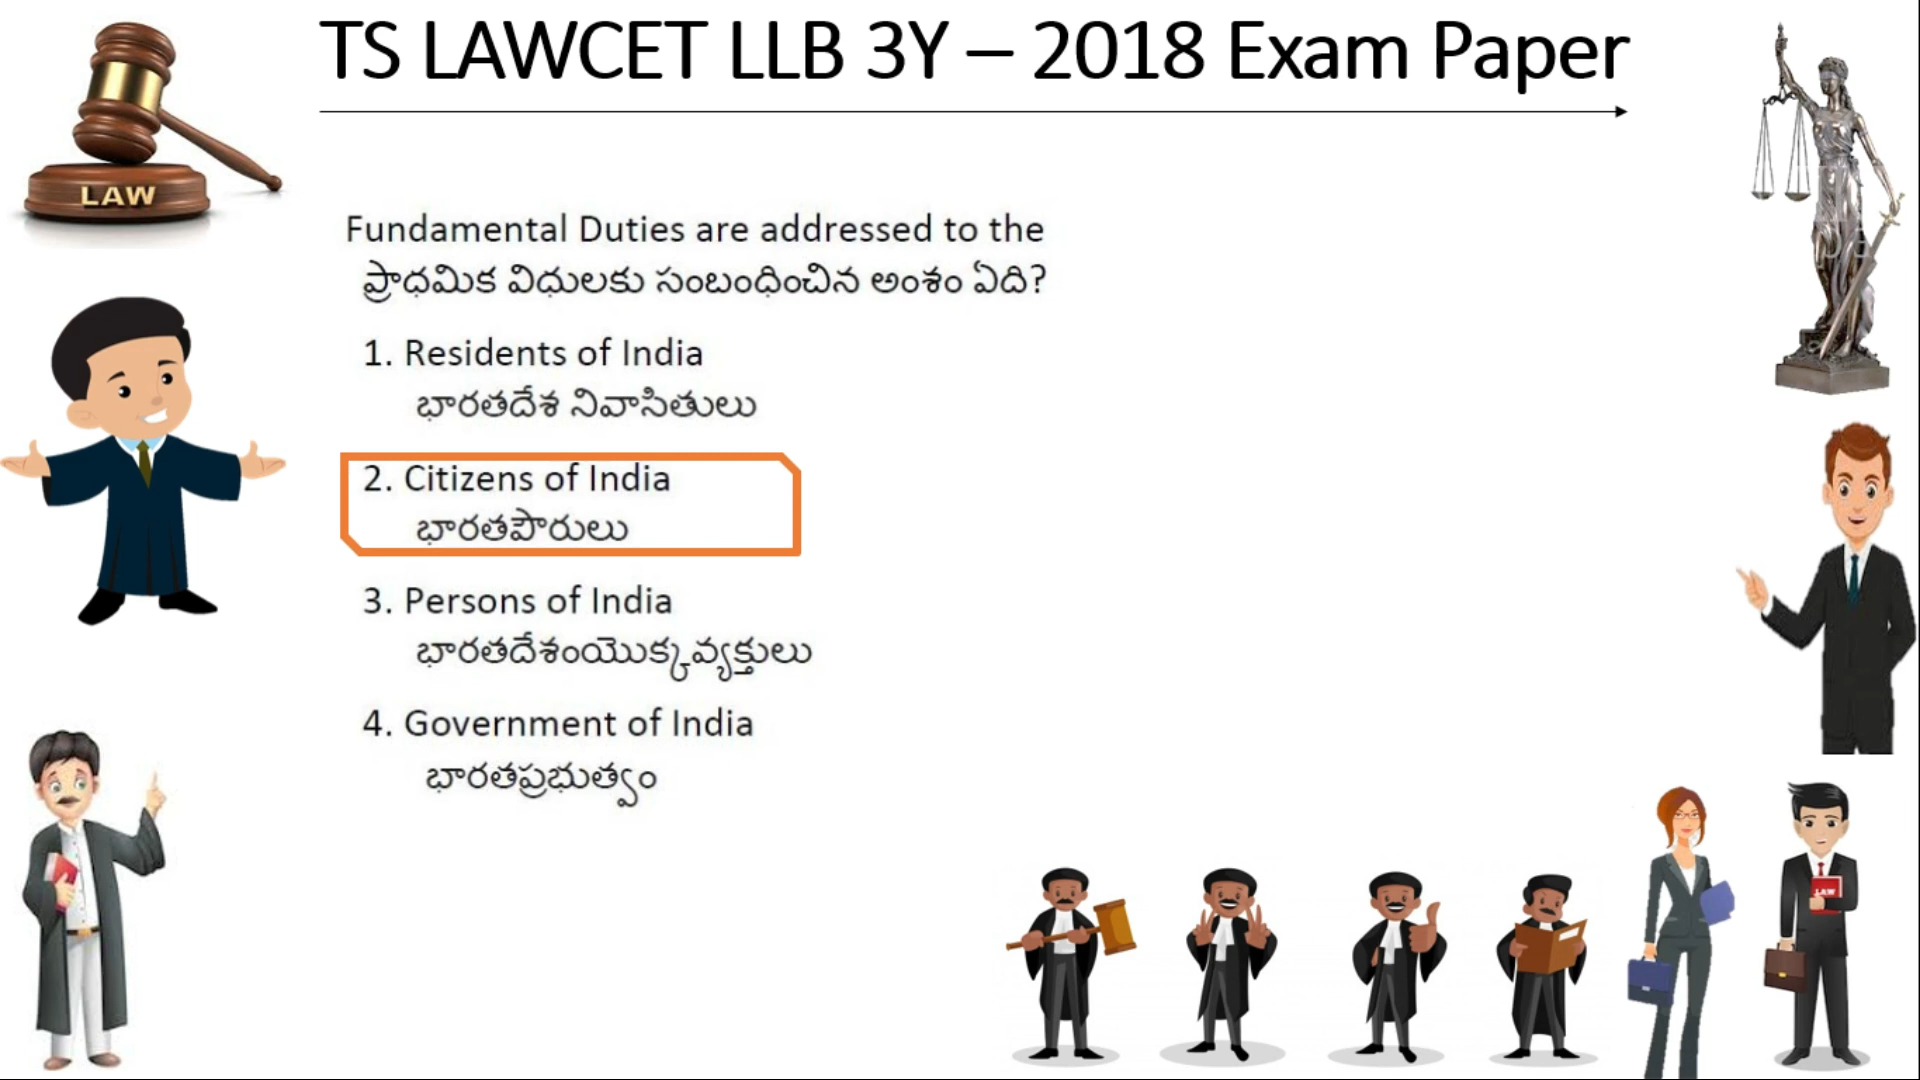 TS LAWCET LLB 3Y – 2018 Exam Paper
LAW
Fundamental Duties are addressed to the
ప్రాదమిక విధులకు సంబంధించిన అంశం ఏది?
1. Residents of India
భారతదేశ నివాసితులు
2. Citizens of India
భారతపౌరులు
3. Persons of India
భారతదేశంయొక్కవ్యక్తులు
4. Government of India
భారతప్రభుత్వం
LAW